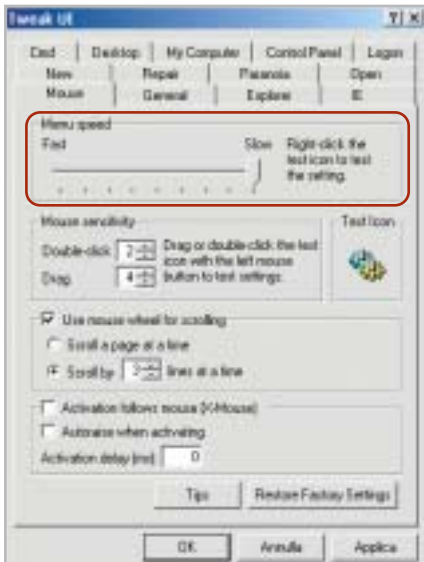 Tweak UI
Cmd Desktop My Computer Control Panel Logon
New Repair Paranoia Open
Mouse General Explorer IE
Menu speed
Fast Slow
Right-click the
test icon to test
the setting.
Mouse sensitivity
Double-click: 2
Drag: 4
Drag or double-click the test
icon with the left mouse
button to test settings.
Test Icon
Use mouse wheel for scrolling
Scroll a page at a time
Scroll by 3 lines at a time
Activation follows mouse (X-Mouse)
Autoraise when activating
Activation delay (ms) 0
Tips Restore Factory Settings
OK Annulla Applica